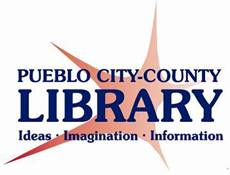 PUEBLO CITY-COUNTY
LIBRARY
Ideas · Imagination · Information